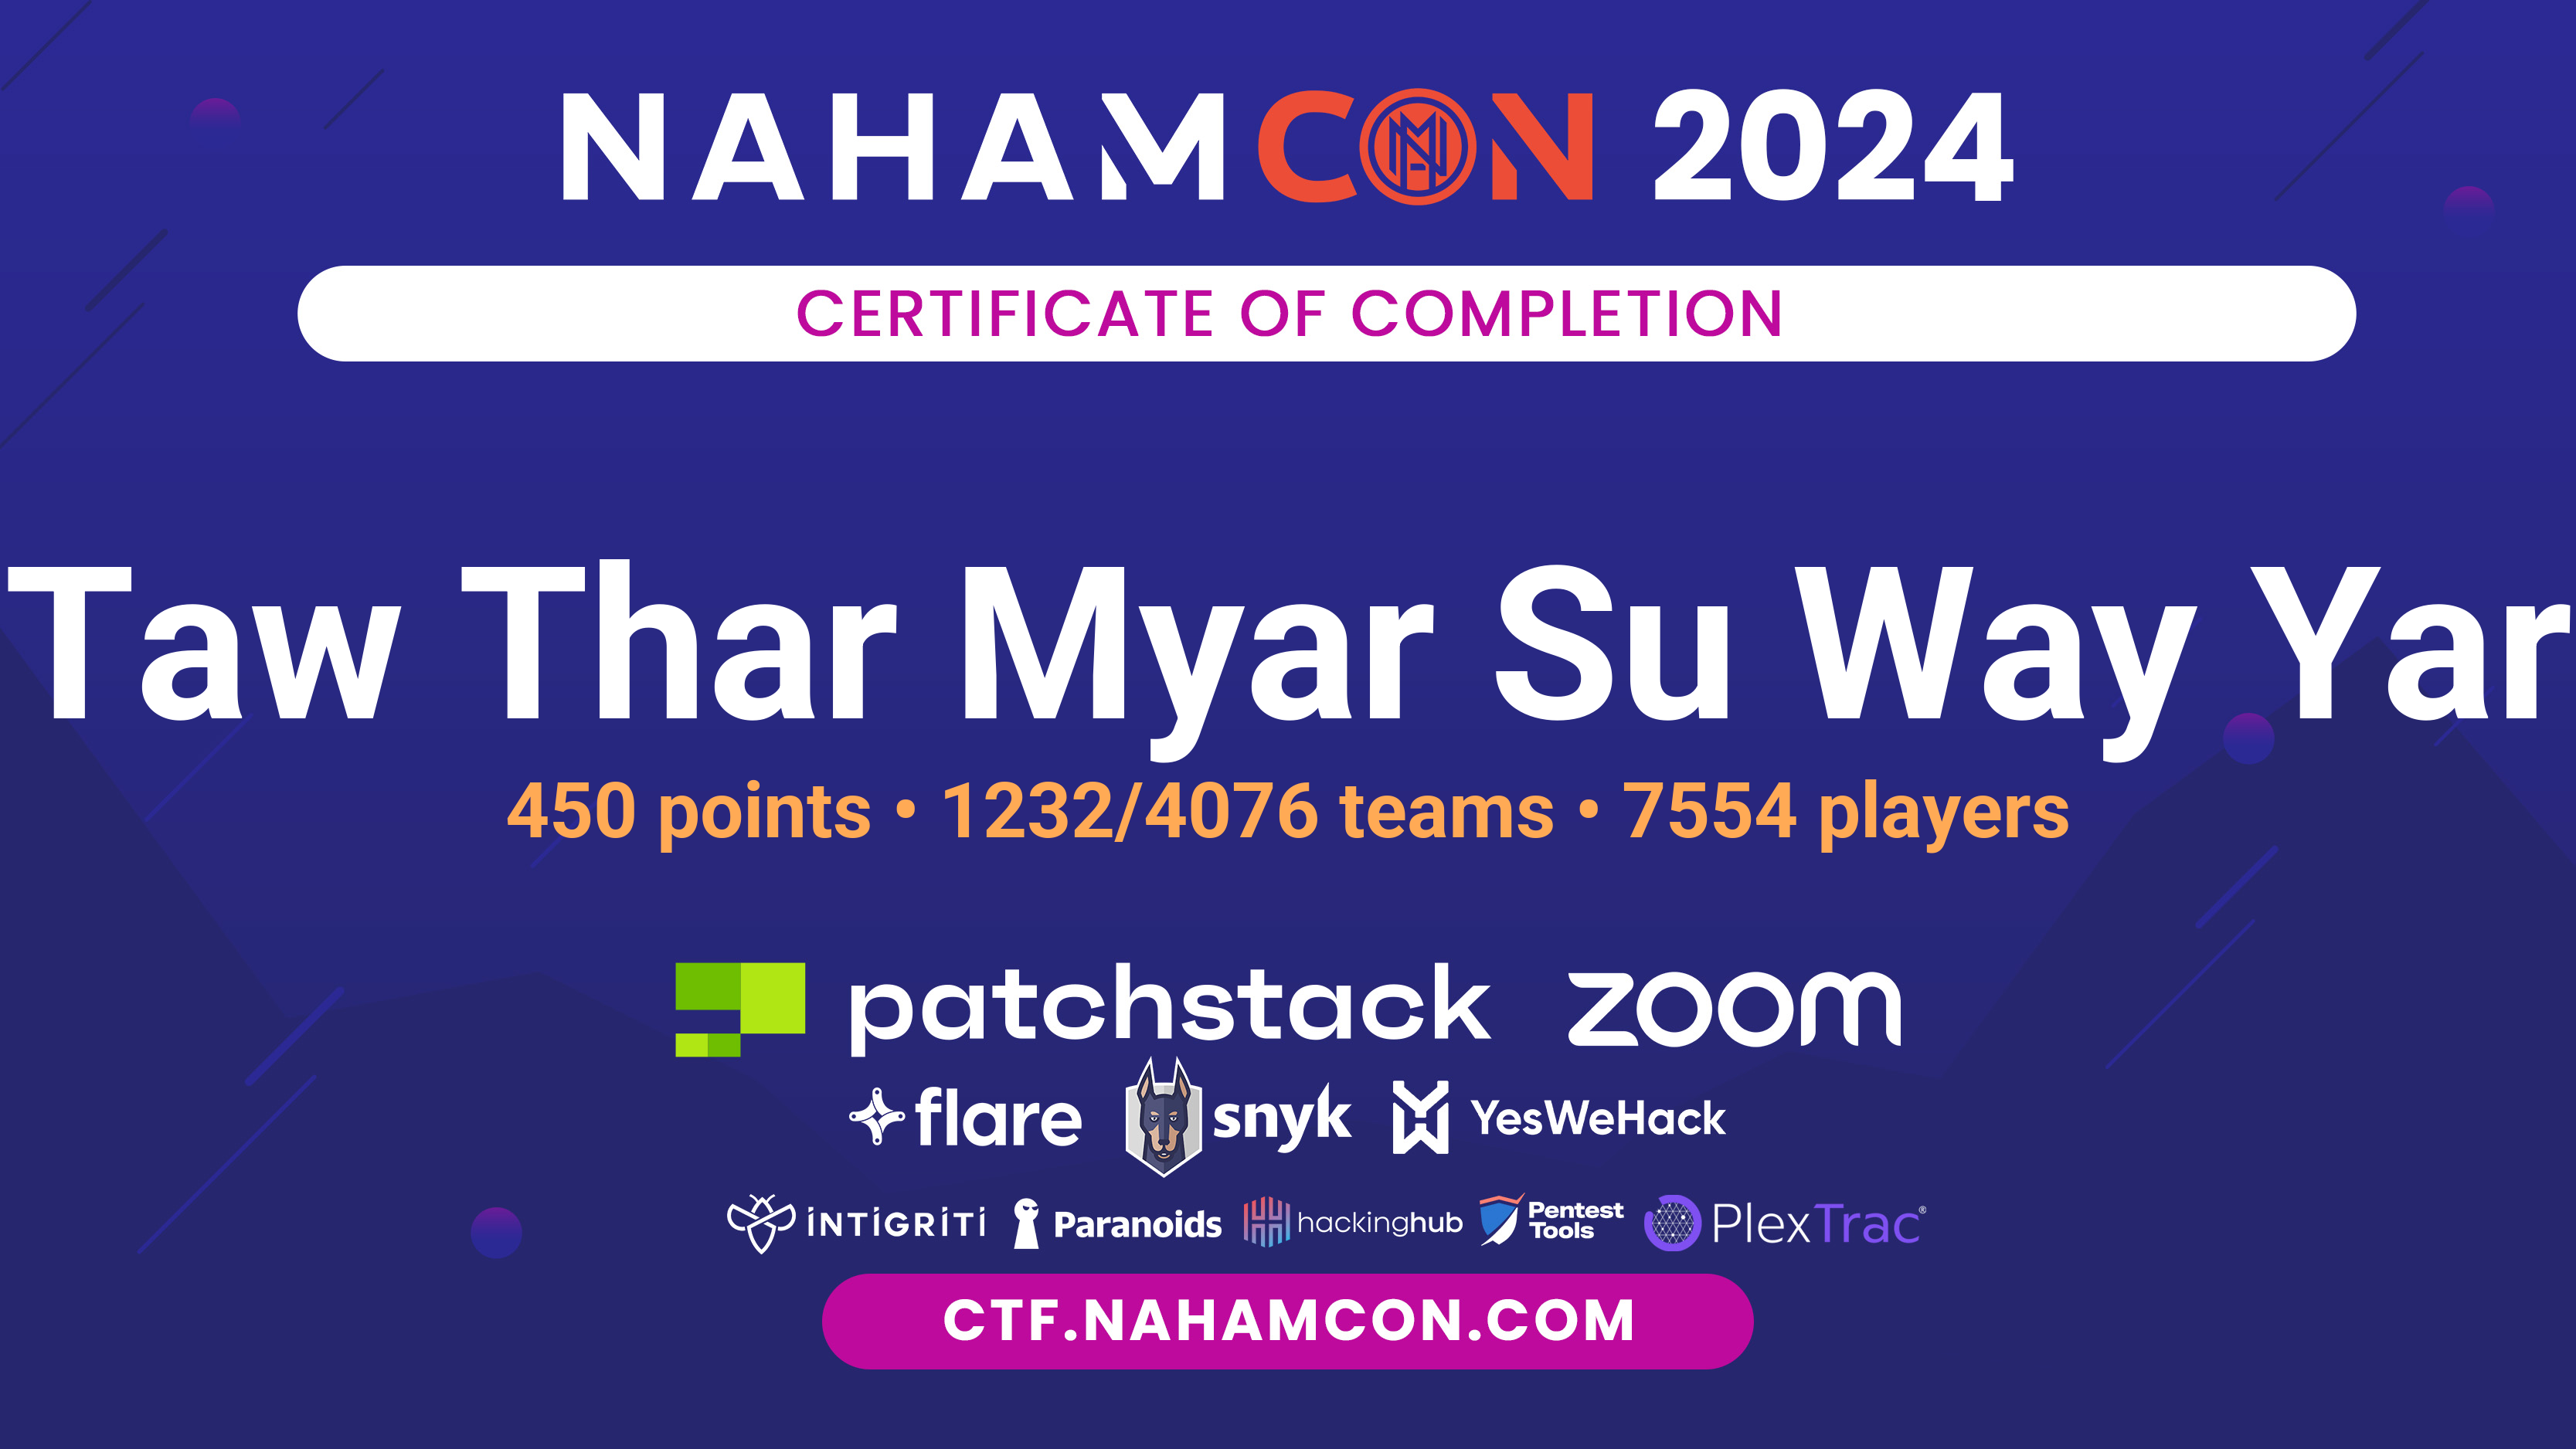 NAHAMCON 2024
CERTIFICATE OF COMPLETION
Taw Thar Myar Su Way Yar
450 points • 1232/4076 teams • 7554 players
patchstack zoom
flare snyk YesWeHack
INTIGRITI Paranoids hackinghub Pentest Tools PlexTrac®
CTF.NAHAMCON.COM